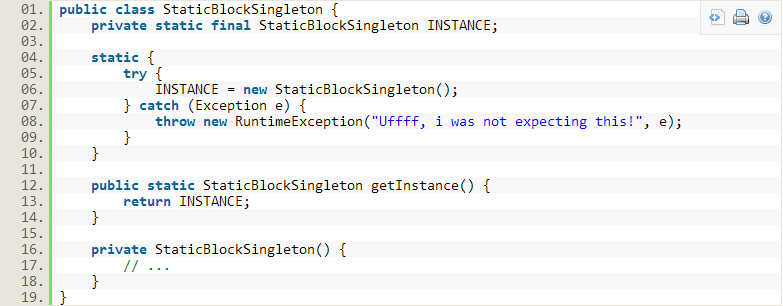 01. public class StaticBlockSingleton {
02.     private static final StaticBlockSingleton INSTANCE;
03.
04.     static {
05.         try {
06.             INSTANCE = new StaticBlockSingleton();
07.         } catch (Exception e) {
08.             throw new RuntimeException("Uffff, i was not expecting this!", e);
09.         }
10.     }
11.
12.     public static StaticBlockSingleton getInstance() {
13.         return INSTANCE;
14.     }
15.
16.     private StaticBlockSingleton() {
17.         // ...
18.     }
19. }